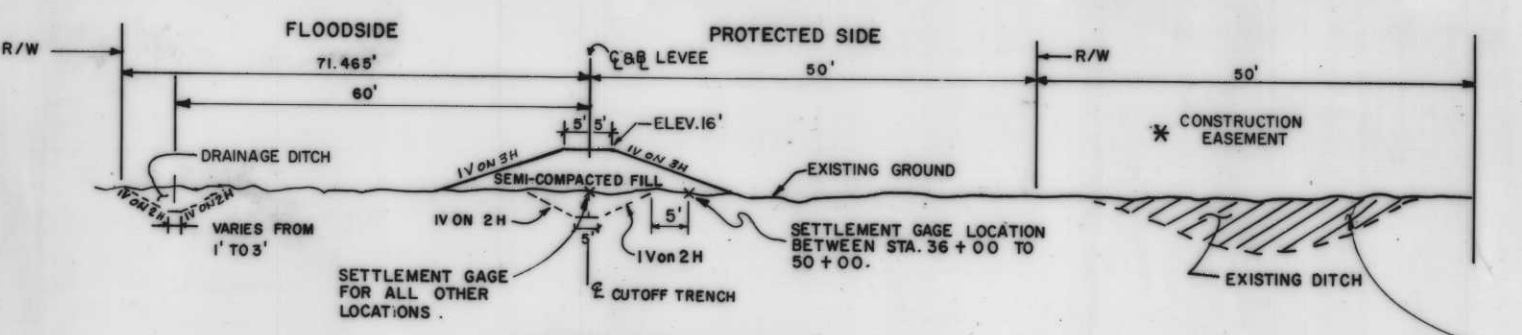 FLOODSIDE
PROTECTED SIDE
R/W
℄ & ℄ LEVEE
R/W
71.465'
50'
50'
60'
5' 5'
ELEV. 16'
* CONSTRUCTION
EASEMENT
DRAINAGE DITCH
1V ON 3H
1V ON 3H
EXISTING GROUND
SEMI-COMPACTED FILL
1V ON 2H
1V ON 2H
VARIES FROM
1' TO 3'
1V ON 2H
5'
1V on 2H
5'
SETTLEMENT GAGE LOCATION
BETWEEN STA. 36 + 00 TO
50 + 00.
SETTLEMENT GAGE
FOR ALL OTHER
LOCATIONS .
℄ CUTOFF TRENCH
EXISTING DITCH